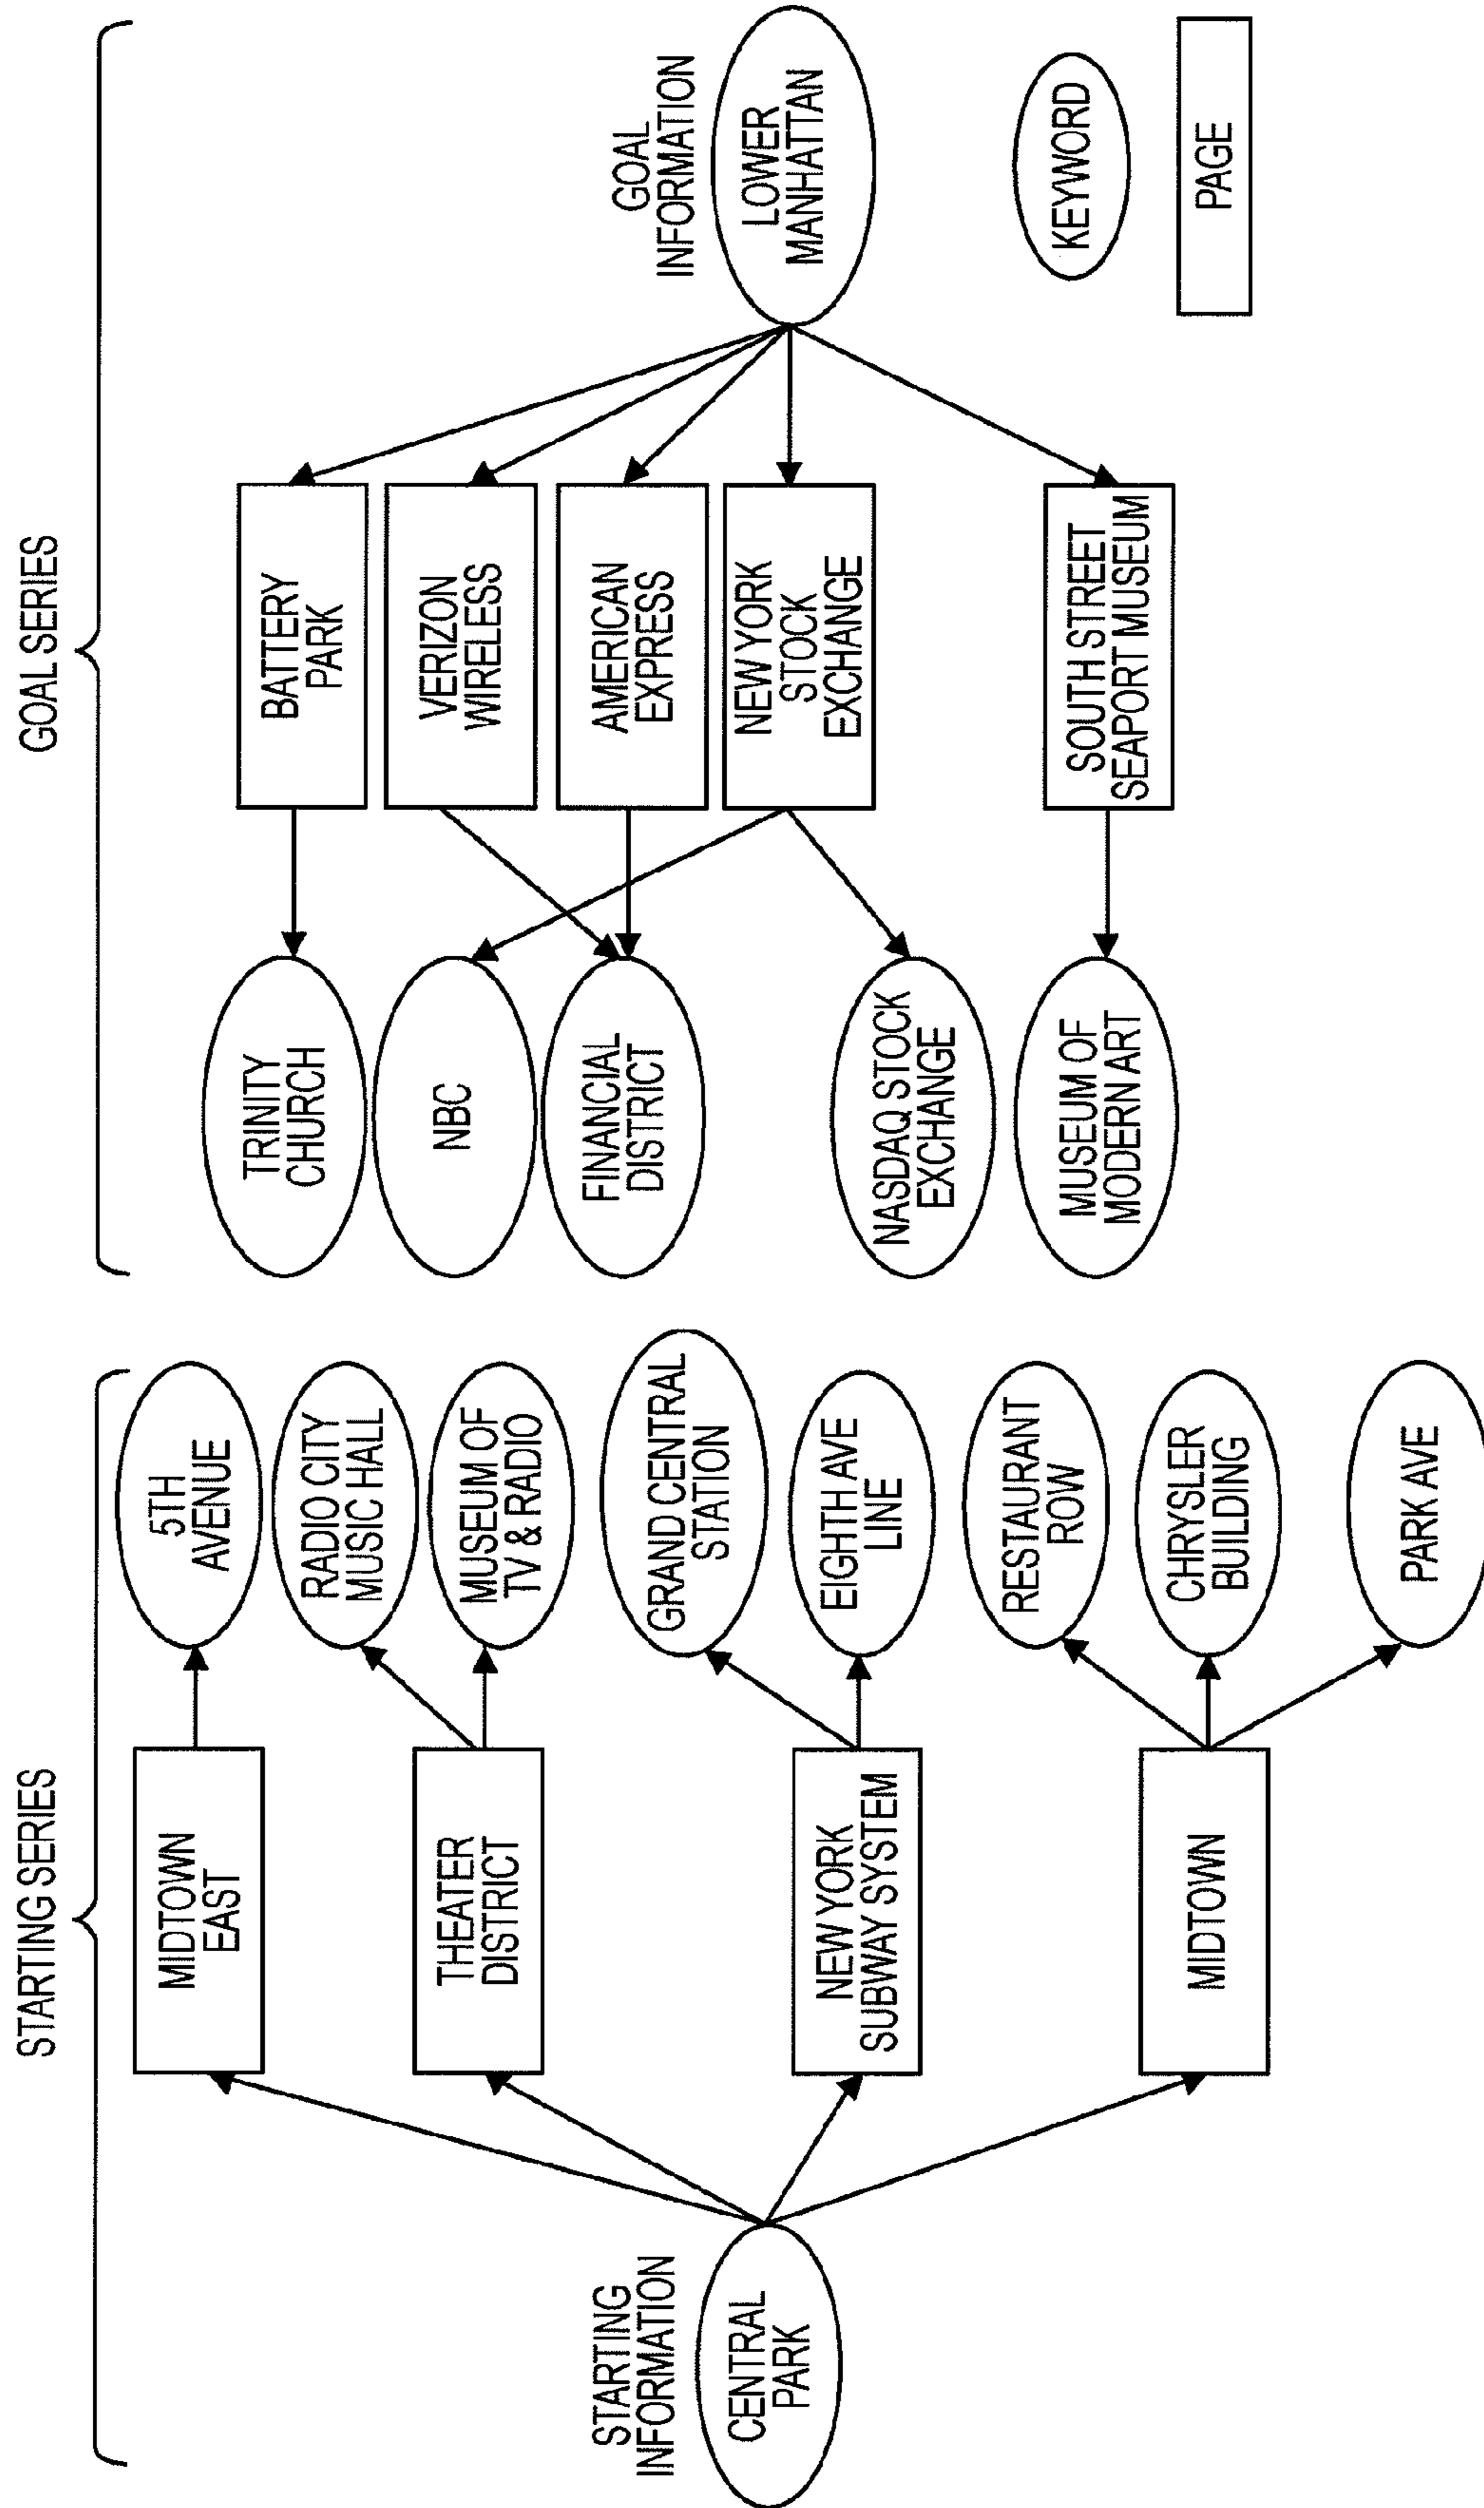 STARTING SERIES
GOAL SERIES
STARTING
INFORMATION
CENTRAL
PARK
MIDTOWN
EAST
THEATER
DISTRICT
NEW YORK
SUBWAY SYSTEM
MIDTOWN
5TH
AVENUE
RADIO CITY
MUSIC HALL
MUSEUM OF
TV & RADIO
GRAND CENTRAL
STATION
EIGHTH AVE
LINE
RESTAURANT
ROW
CHRYSLER
BUILDING
PARK AVE
TRINITY
CHURCH
NBC
FINANCIAL
DISTRICT
NASDAQ STOCK
EXCHANGE
MUSEUM OF
MODERN ART
BATTERY
PARK
VERIZON
WIRELESS
AMERICAN
EXPRESS
NEW YORK
STOCK
EXCHANGE
SOUTH STREET
SEAPORT MUSEUM
GOAL
INFORMATION
LOWER
MANHATTAN
KEYWORD
PAGE